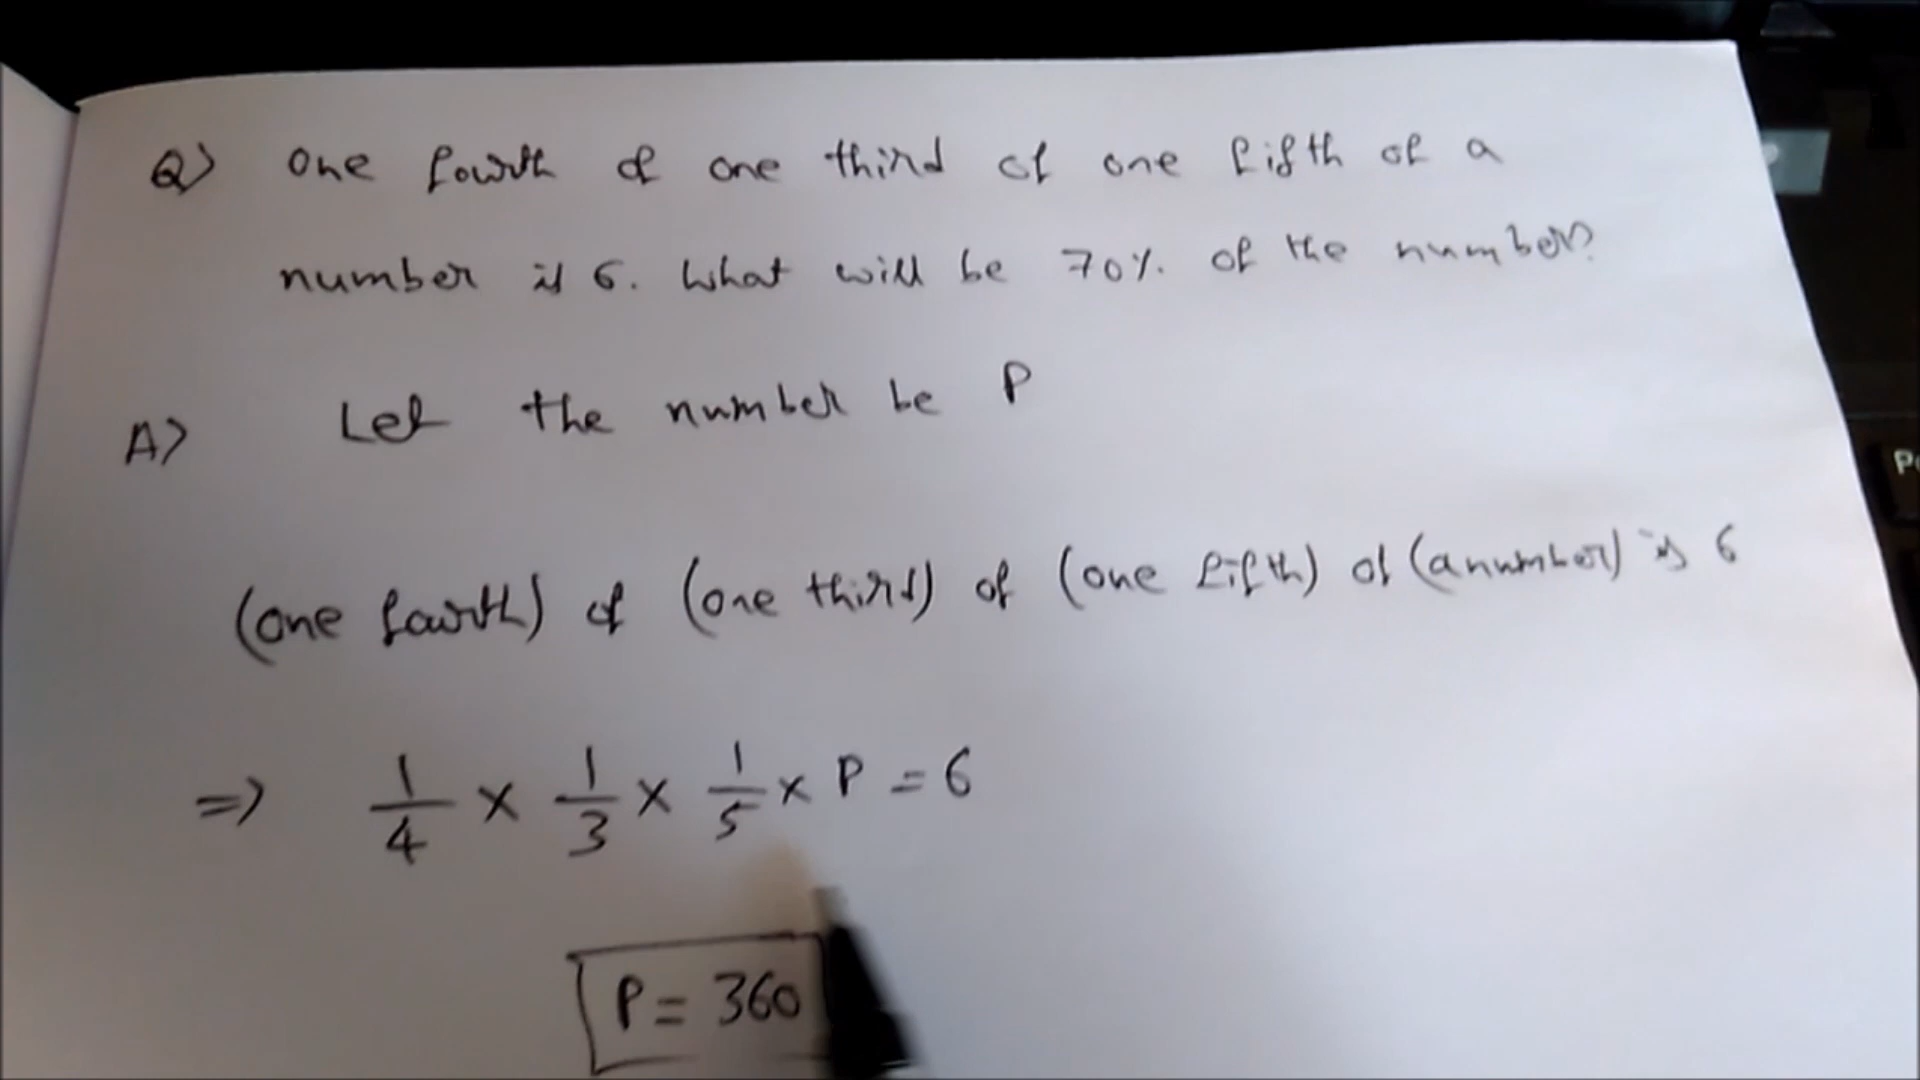 Q) One fourth of one third of one fifth of a
number is 6. What will be 70%. of the number?
A) Let the number be P
(one fourth) of (one third) of (one fifth) of (a number) is 6
=> 1/4 × 1/3 × 1/5 × P = 6
P = 360